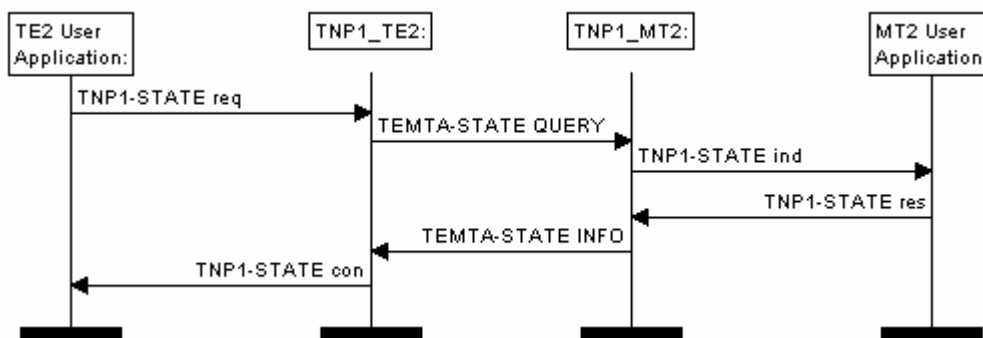 TE2 User
Application:
TNP1_TE2:
TNP1_MT2:
MT2 User
Application
TNP1-STATE req
TEMTA-STATE QUERY
TNP1-STATE ind
TNP1-STATE res
TEMTA-STATE INFO
TNP1-STATE con